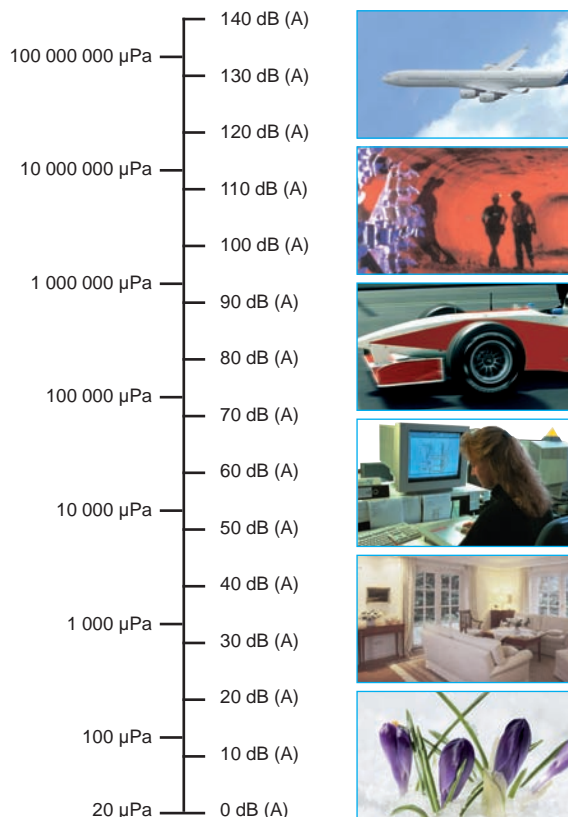 140 dB (A)
100 000 000 µPa
130 dB (A)
120 dB (A)
10 000 000 µPa
110 dB (A)
100 dB (A)
1 000 000 µPa
90 dB (A)
80 dB (A)
100 000 µPa
70 dB (A)
60 dB (A)
10 000 µPa
50 dB (A)
40 dB (A)
1 000 µPa
30 dB (A)
20 dB (A)
100 µPa
10 dB (A)
20 µPa 0 dB (A)